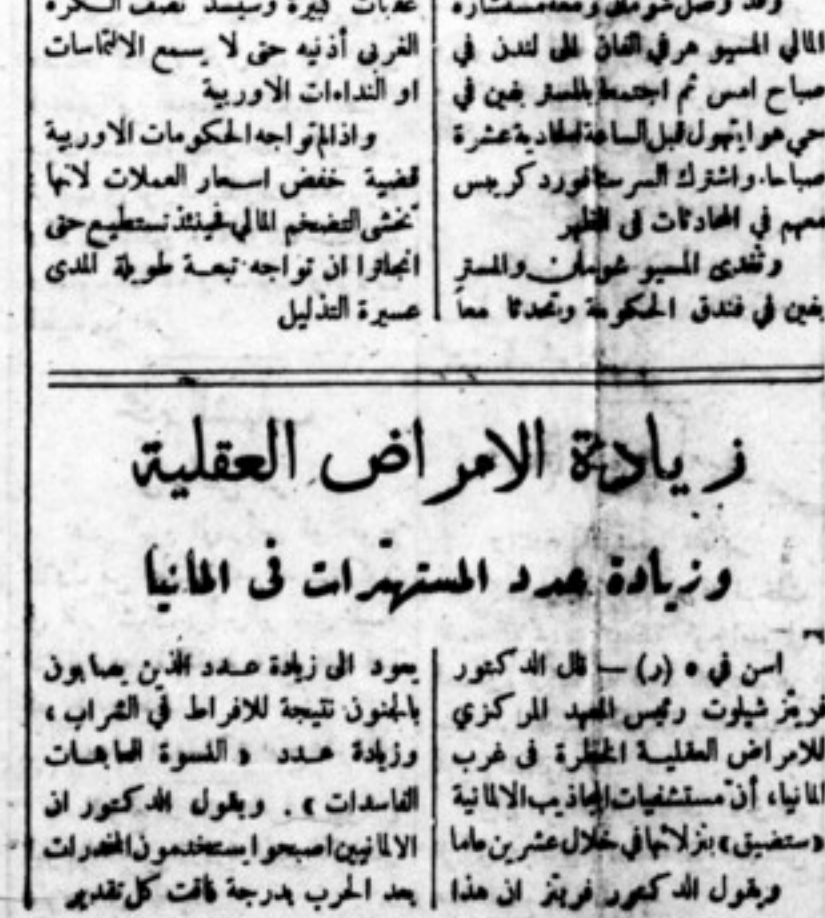 وقد وصل شومان ومعه مستشاره
المالي المسيو هرفي الفان الى لندن في
صباح امس ثم اجتمعا بالمستر بفين في
حي هوايتهول قبل الساعة الحادية عشرة
صباحا. واشترك السر ستافورد كريبس
معهم في المحادثات في الظهر
وتغدى المسيو شومان والمستر
بفين في فندق الحكومة وتحدثا معاً
عقبات كبيرة وسيسد نصف الكرة
الغربي أذنيه حتى لا يسمع الالتماسات
او النداءات الاوربية
واذا لم تواجه الحكومات الاوربية
قضية خفض اسعار العملات لانها
تخشى التضخم المالي فحينئذ تستطيع حتى
انجلترا ان تواجه تبعة طويلة المدى
عسيرة التذليل
زيادة الامراض العقلية
وزيادة عدد المستهترات في المانيا
اسن في ٥ (ر) — قال الدكتور
فريتز شيلوت رئيس المعهد المركزي
للامراض العقلية الخطرة في غرب
المانيا، أن مستشفيات المجاذيب الالمانية
«ستضيق» بنزلائها في خلال عشرين عاما
ويقول الدكتور فريتز ان هذا
يعود الى زيادة عدد الذين يصابون
بالجنون نتيجة للافراط في الشراب،
وزيادة عدد «النسوة العابثات
الفاسدات». ويقول الدكتور ان
الالمانيين اصبحوا يستخدمون المخدرات
بعد الحرب بدرجة فاقت كل تقدير